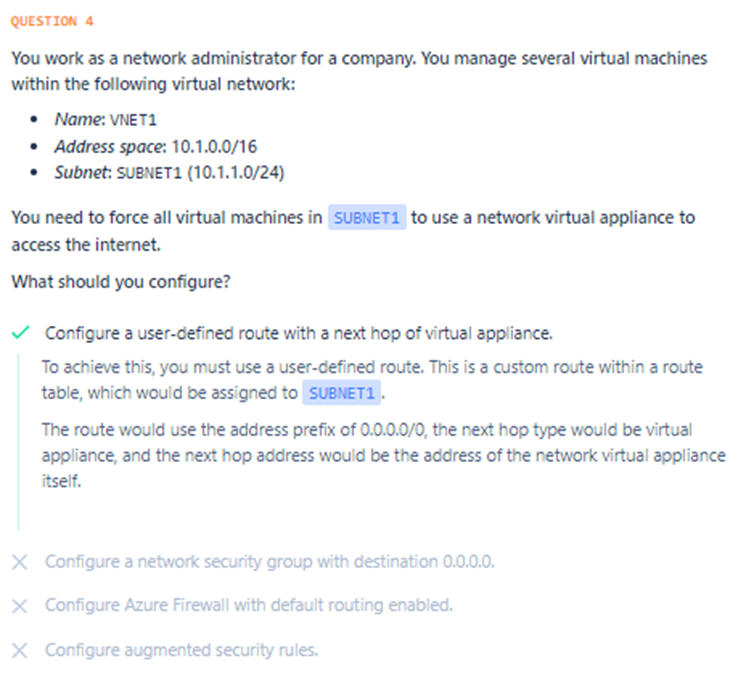 QUESTION 4
You work as a network administrator for a company. You manage several virtual machines
within the following virtual network:
• Name: VNET1
• Address space: 10.1.0.0/16
• Subnet: SUBNET1 (10.1.1.0/24)
You need to force all virtual machines in SUBNET1 to use a network virtual appliance to
access the internet.
What should you configure?
Configure a user-defined route with a next hop of virtual appliance.
To achieve this, you must use a user-defined route. This is a custom route within a route
table, which would be assigned to SUBNET1.
The route would use the address prefix of 0.0.0.0/0, the next hop type would be virtual
appliance, and the next hop address would be the address of the network virtual appliance
itself.
Configure a network security group with destination 0.0.0.0.
Configure Azure Firewall with default routing enabled.
Configure augmented security rules.